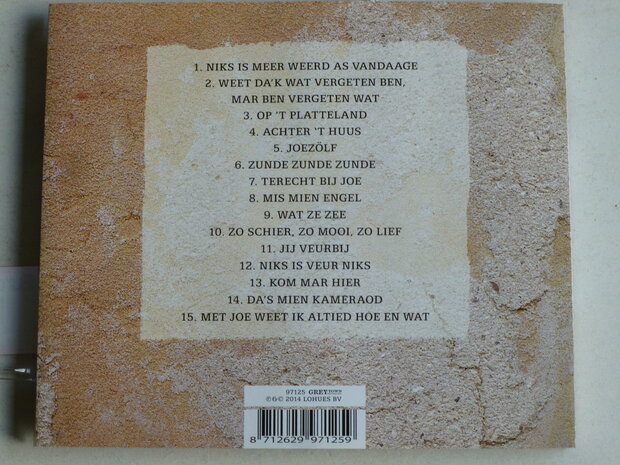 1. NIKS IS MEER WEERD AS VANDAAGE
2. WEET DA'K WAT VERGETEN BEN,
MAR BEN VERGETEN WAT
3. OP 'T PLATTELAND
4. ACHTER 'T HUUS
5. JOEZÖLF
6. ZUNDE ZUNDE ZUNDE
7. TERECHT BIJ JOE
8. MIS MIEN ENGEL
9. WAT ZE ZEE
10. ZO SCHIER, ZO MOOI, ZO LIEF
11. JIJ VEURBIJ
12. NIKS IS VEUR NIKS
13. KOM MAR HIER
14. DA'S MIEN KAMERAOD
15. MET JOE WEET IK ALTIED HOE EN WAT
97125 GREY
℗&© 2014 LOHUES BV
8 712629 971259